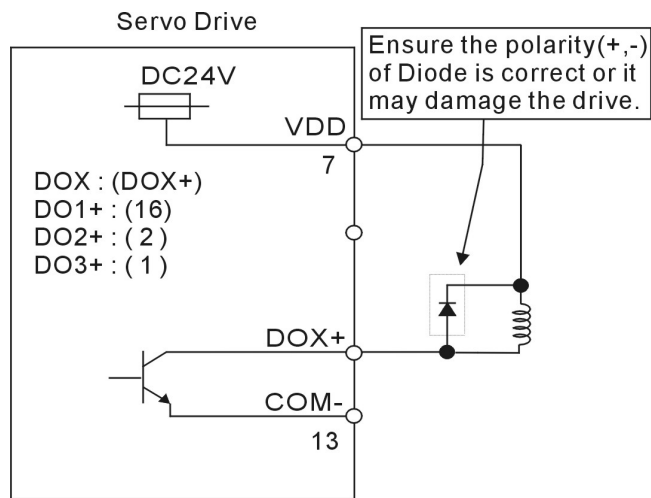 Servo Drive
Ensure the polarity(+,-)
of Diode is correct or it
may damage the drive.
DC24V
VDD
7
DOX : (DOX+)
DO1+ : (16)
DO2+ : ( 2 )
DO3+ : ( 1 )
DOX+
COM-
13